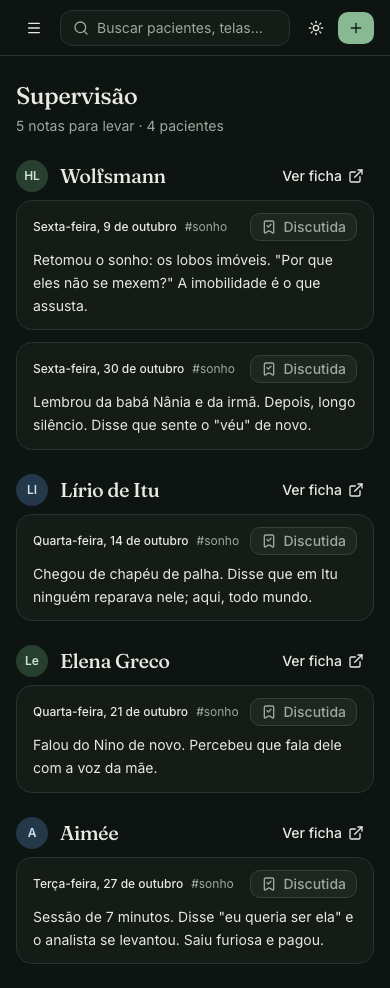 Buscar pacientes, telas...
Supervisão
5 notas para levar · 4 pacientes
HL Wolfsmann Ver ficha
Sexta-feira, 9 de outubro #sonho Discutida
Retomou o sonho: os lobos imóveis. "Por que
eles não se mexem?" A imobilidade é o que
assusta.
Sexta-feira, 30 de outubro #sonho Discutida
Lembrou da babá Nânia e da irmã. Depois, longo
silêncio. Disse que sente o "véu" de novo.
LI Lírio de Itu Ver ficha
Quarta-feira, 14 de outubro #sonho Discutida
Chegou de chapéu de palha. Disse que em Itu
ninguém reparava nele; aqui, todo mundo.
Le Elena Greco Ver ficha
Quarta-feira, 21 de outubro #sonho Discutida
Falou do Nino de novo. Percebeu que fala dele
com a voz da mãe.
A Aimée Ver ficha
Terça-feira, 27 de outubro #sonho Discutida
Sessão de 7 minutos. Disse "eu queria ser ela" e
o analista se levantou. Saiu furiosa e pagou.